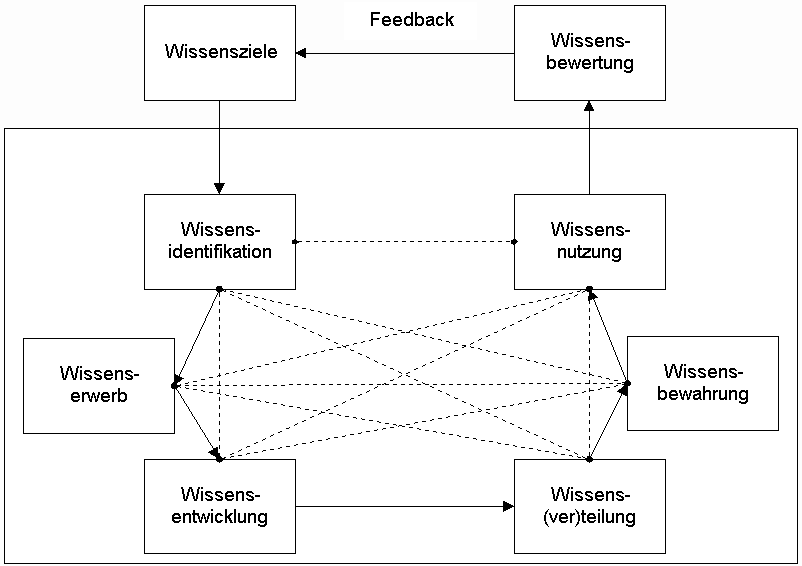 Feedback
Wissensziele
Wissens-
bewertung
Wissens-
identifikation
Wissens-
nutzung
Wissens-
erwerb
Wissens-
bewahrung
Wissens-
entwicklung
Wissens-
(ver)teilung